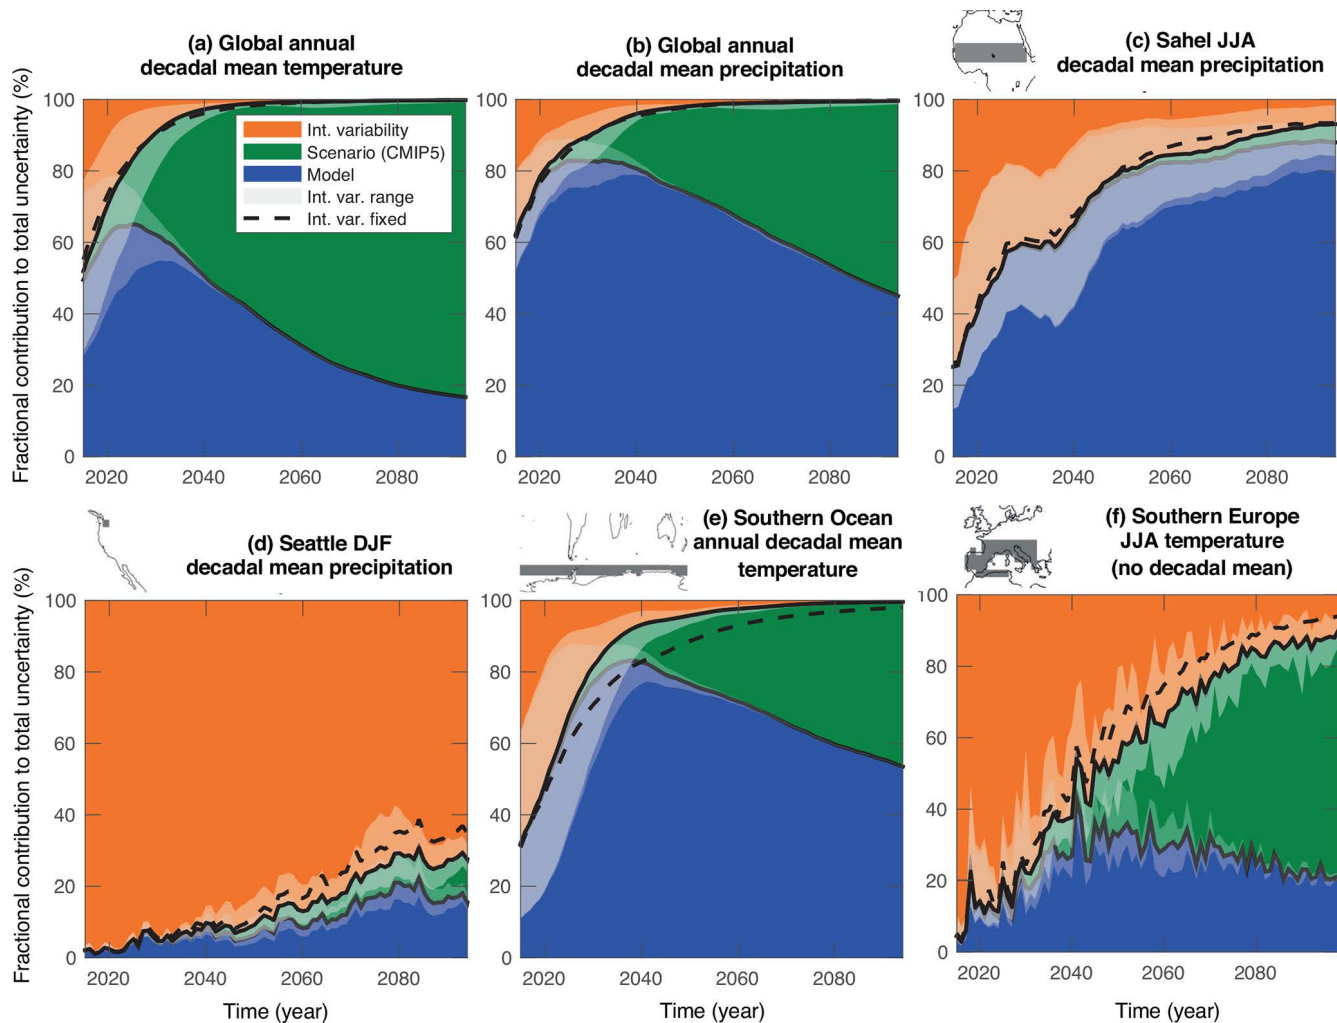 (a) Global annual
decadal mean temperature
(b) Global annual
decadal mean precipitation
(c) Sahel JJA
decadal mean precipitation
Fractional contribution to total uncertainty (%)
100
80
60
40
20
0
2020 2040 2060 2080
Int. variability
Scenario (CMIP5)
Model
Int. var. range
Int. var. fixed
100
80
60
40
20
0
2020 2040 2060 2080
100
80
60
40
20
0
2020 2040 2060 2080
(d) Seattle DJF
decadal mean precipitation
(e) Southern Ocean
annual decadal mean
temperature
(f) Southern Europe
JJA temperature
(no decadal mean)
Fractional contribution to total uncertainty (%)
100
80
60
40
20
0
2020 2040 2060 2080
Time (year)
100
80
60
40
20
0
2020 2040 2060 2080
Time (year)
100
80
60
40
20
0
2020 2040 2060 2080
Time (year)